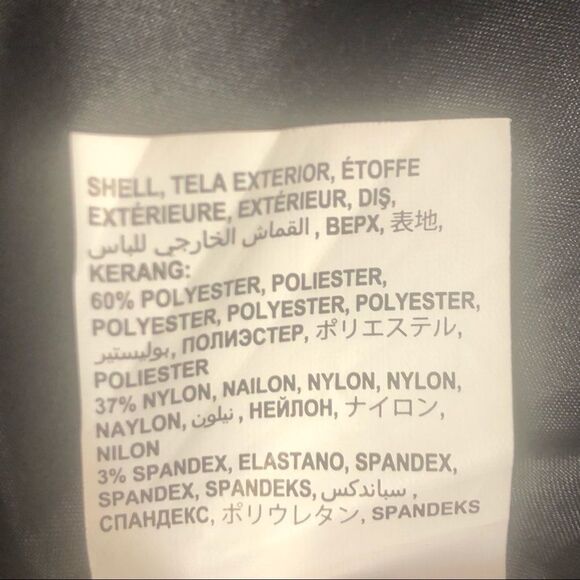 SHELL, TELA EXTERIOR, ÉTOFFE
EXTÉRIEURE, EXTÉRIEUR, DIŞ,
القماش الخارجي للباس , ВЕРХ, 表地,
KERANG:
60% POLYESTER, POLIESTER,
POLYESTER, POLYESTER, POLYESTER,
بوليستير, ПОЛИЭСТЕР, ポリエステル,
POLIESTER
37% NYLON, NAILON, NYLON, NYLON,
NAYLON, نيلون , НЕЙЛОН, ナイロン,
NILON
3% SPANDEX, ELASTANO, SPANDEX,
SPANDEX, SPANDEKS, سباندكس ,
СПАНДЕКС, ポリウレタン, SPANDEKS